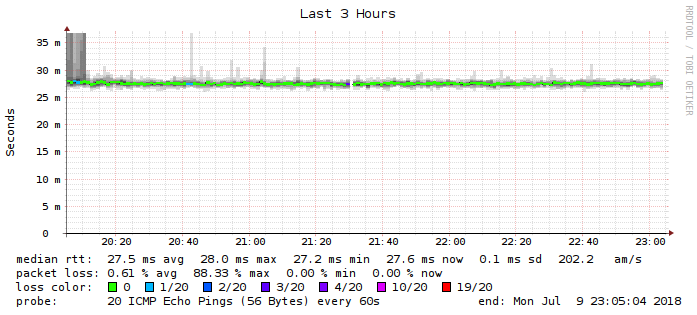 Last 3 Hours
RRDTOOL / TOBI OETIKER
Seconds
35 m
30 m
25 m
20 m
15 m
10 m
5 m
0
20:20 20:40 21:00 21:20 21:40 22:00 22:20 22:40 23:00
median rtt: 27.5 ms avg 28.0 ms max 27.2 ms min 27.6 ms now 0.1 ms sd 202.2 am/s
packet loss: 0.61 % avg 88.33 % max 0.00 % min 0.00 % now
loss color: 0 1/20 2/20 3/20 4/20 10/20 19/20
probe: 20 ICMP Echo Pings (56 Bytes) every 60s end: Mon Jul 9 23:05:04 2018